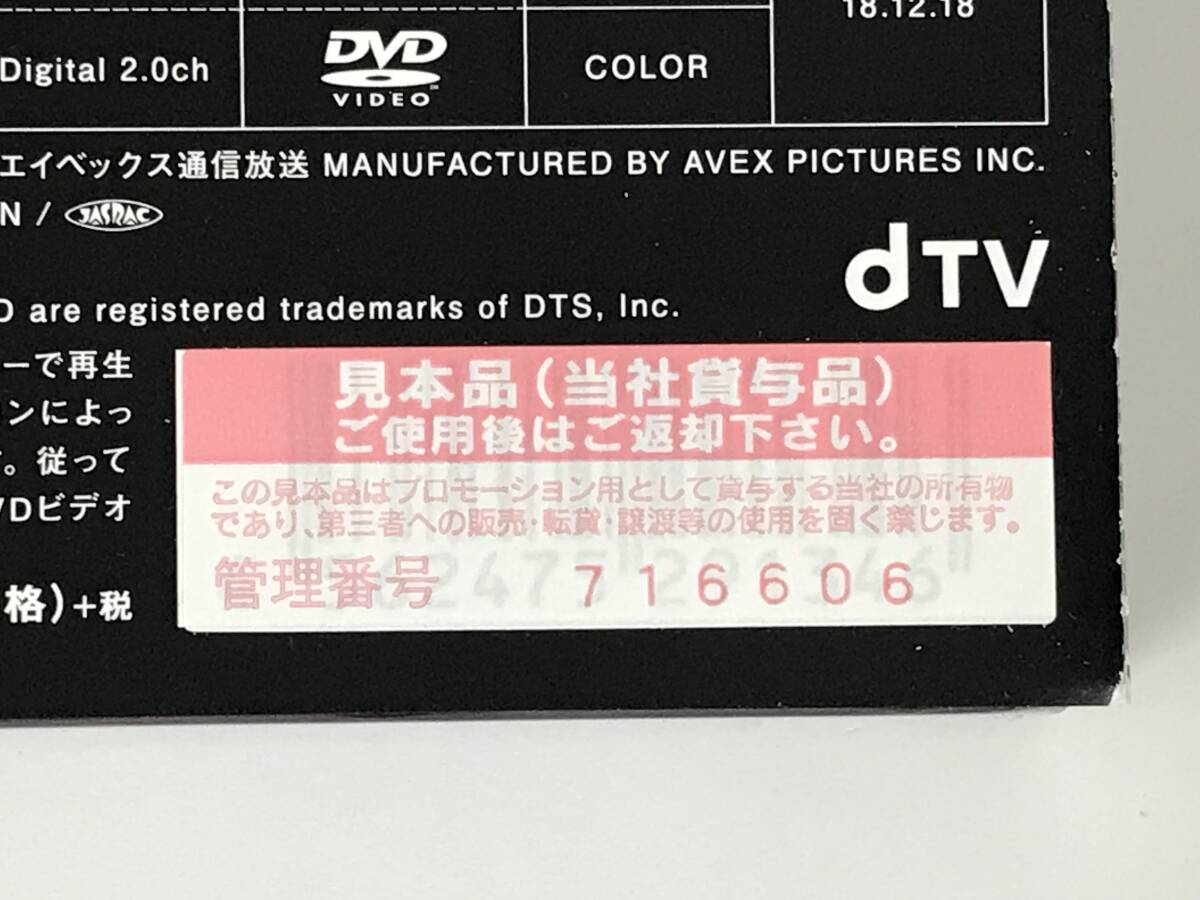 18.12.18
Digital 2.0ch
DVD
VIDEO
COLOR
エイベックス通信放送 MANUFACTURED BY AVEX PICTURES INC.
N / JASRAC
dTV
D are registered trademarks of DTS, Inc.
ーで再生
ンによっ
。従って
/Dビデオ
格)+税
見本品(当社貸与品)
ご使用後はご返却下さい。
この見本品はプロモーション用として貸与する当社の所有物
であり、第三者への販売・転貸・譲渡等の使用を固く禁じます。
管理番号 716606